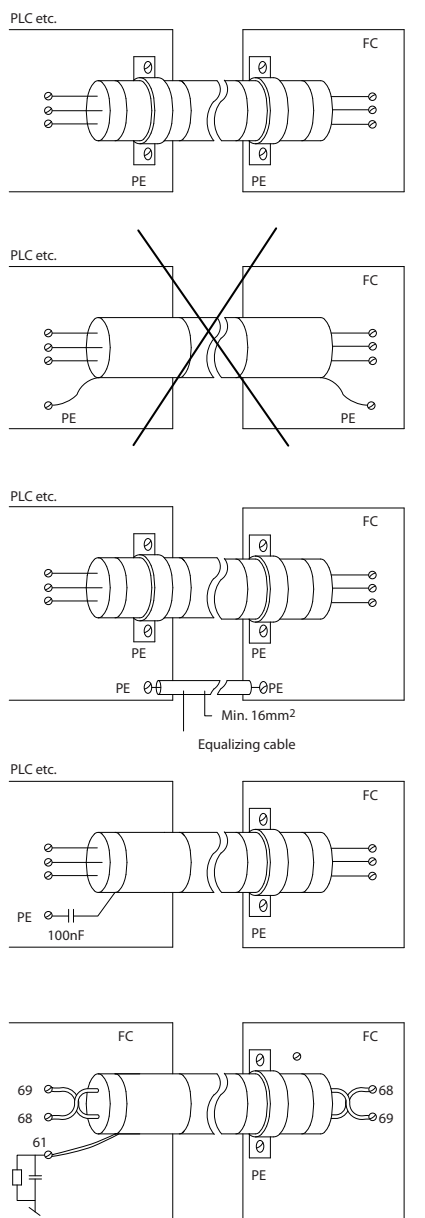 PLC etc.
FC
PE
PE
PLC etc.
FC
PE
PE
PLC etc.
FC
PE
PE
PE
PE
Min. 16mm²
Equalizing cable
PLC etc.
FC
PE
100nF
PE
FC
FC
69
68
68
69
61
PE